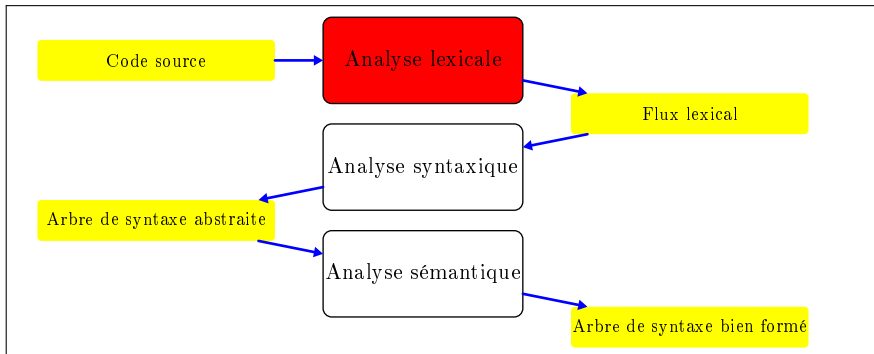 Code source
Analyse lexicale
Flux lexical
Analyse syntaxique
Arbre de syntaxe abstraite
Analyse sémantique
Arbre de syntaxe bien formé